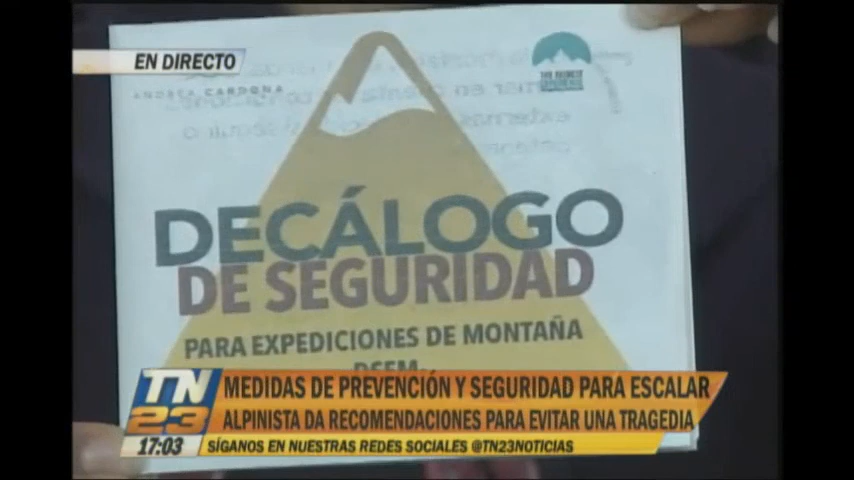 EN DIRECTO
ANDREA CARDONA
DECÁLOGO
DE SEGURIDAD
PARA EXPEDICIONES DE MONTAÑA
DSEM
TN
23
MEDIDAS DE PREVENCIÓN Y SEGURIDAD PARA ESCALAR
ALPINISTA DA RECOMENDACIONES PARA EVITAR UNA TRAGEDIA
17:03
SÍGANOS EN NUESTRAS REDES SOCIALES @TN23NOTICIAS